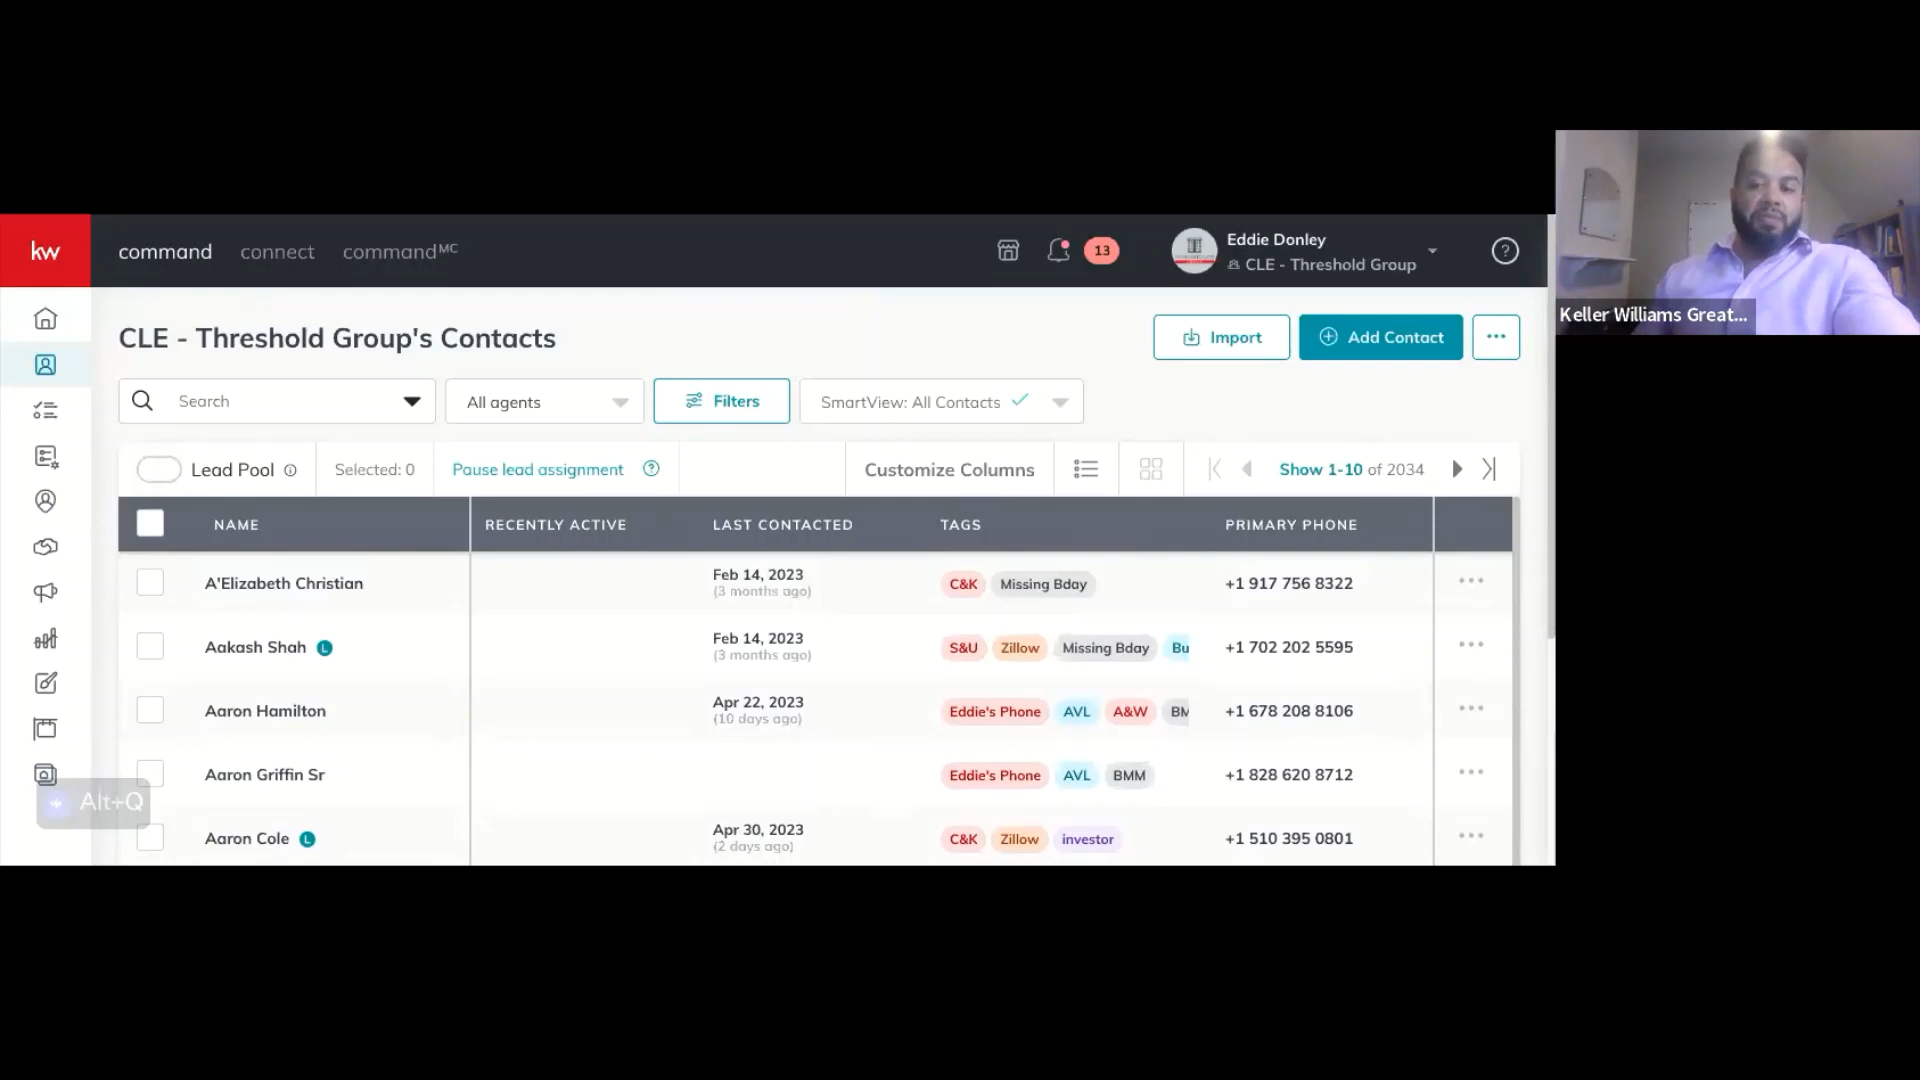 kw
command connect commandMC 13 Eddie Donley
CLE - Threshold Group
Keller Williams Great...
CLE - Threshold Group's Contacts
Import Add Contact
Search All agents Filters SmartView: All Contacts
Lead Pool Selected: 0 Pause lead assignment Customize Columns Show 1-10 of 2034
NAME RECENTLY ACTIVE LAST CONTACTED TAGS PRIMARY PHONE
A'Elizabeth Christian Feb 14, 2023 C&K Missing Bday +1 917 756 8322
(3 months ago)
Aakash Shah L Feb 14, 2023 S&U Zillow Missing Bday Bu +1 702 202 5595
(3 months ago)
Aaron Hamilton Apr 22, 2023 Eddie's Phone AVL A&W BM +1 678 208 8106
(10 days ago)
Aaron Griffin Sr Eddie's Phone AVL BMM +1 828 620 8712
Alt+Q
Aaron Cole L Apr 30, 2023 C&K Zillow investor +1 510 395 0801
(2 days ago)